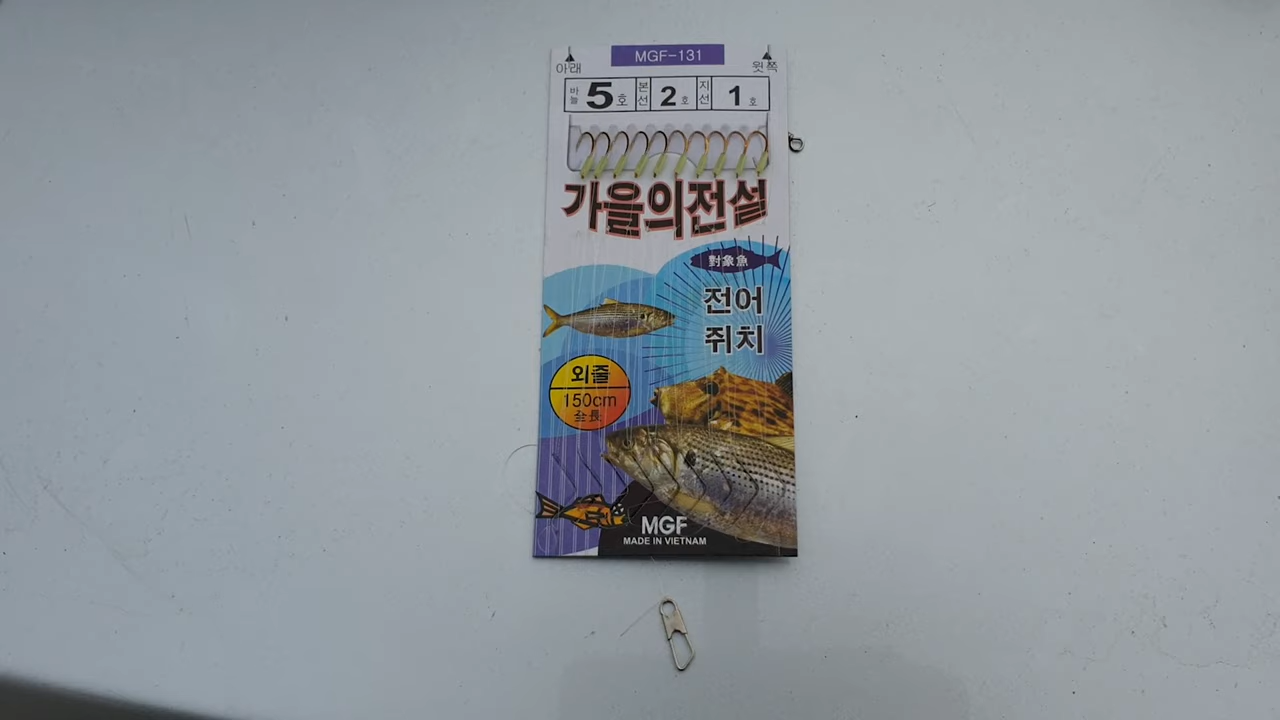 MGF-131
아래 윗쪽
바늘 5호 본선 2호 지선 1호
가을의전설
對象魚
전어
쥐치
외줄
150cm
全長
MGF
MADE IN VIETNAM